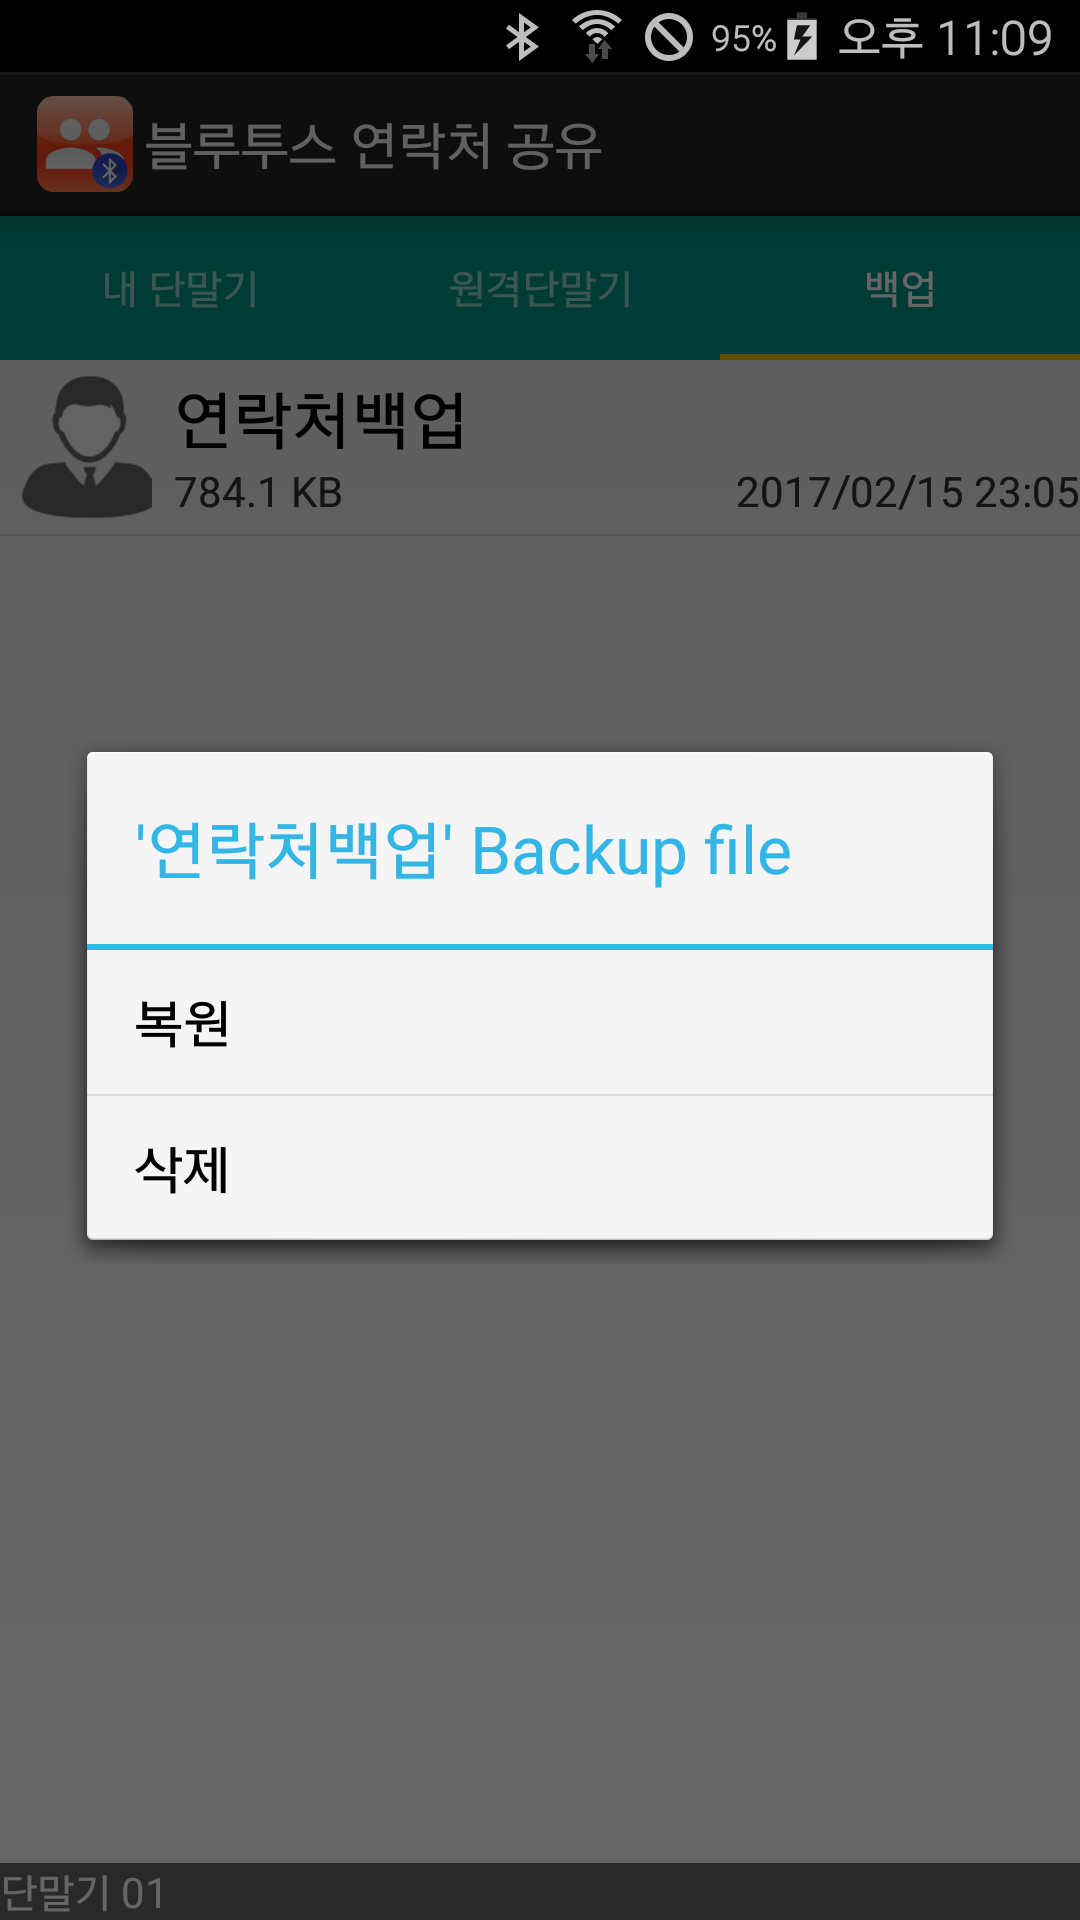 95% 오후 11:09
블루투스 연락처 공유
내 단말기 원격단말기 백업
연락처백업
784.1 KB 2017/02/15 23:05
'연락처백업' Backup file
복원
삭제
단말기 01